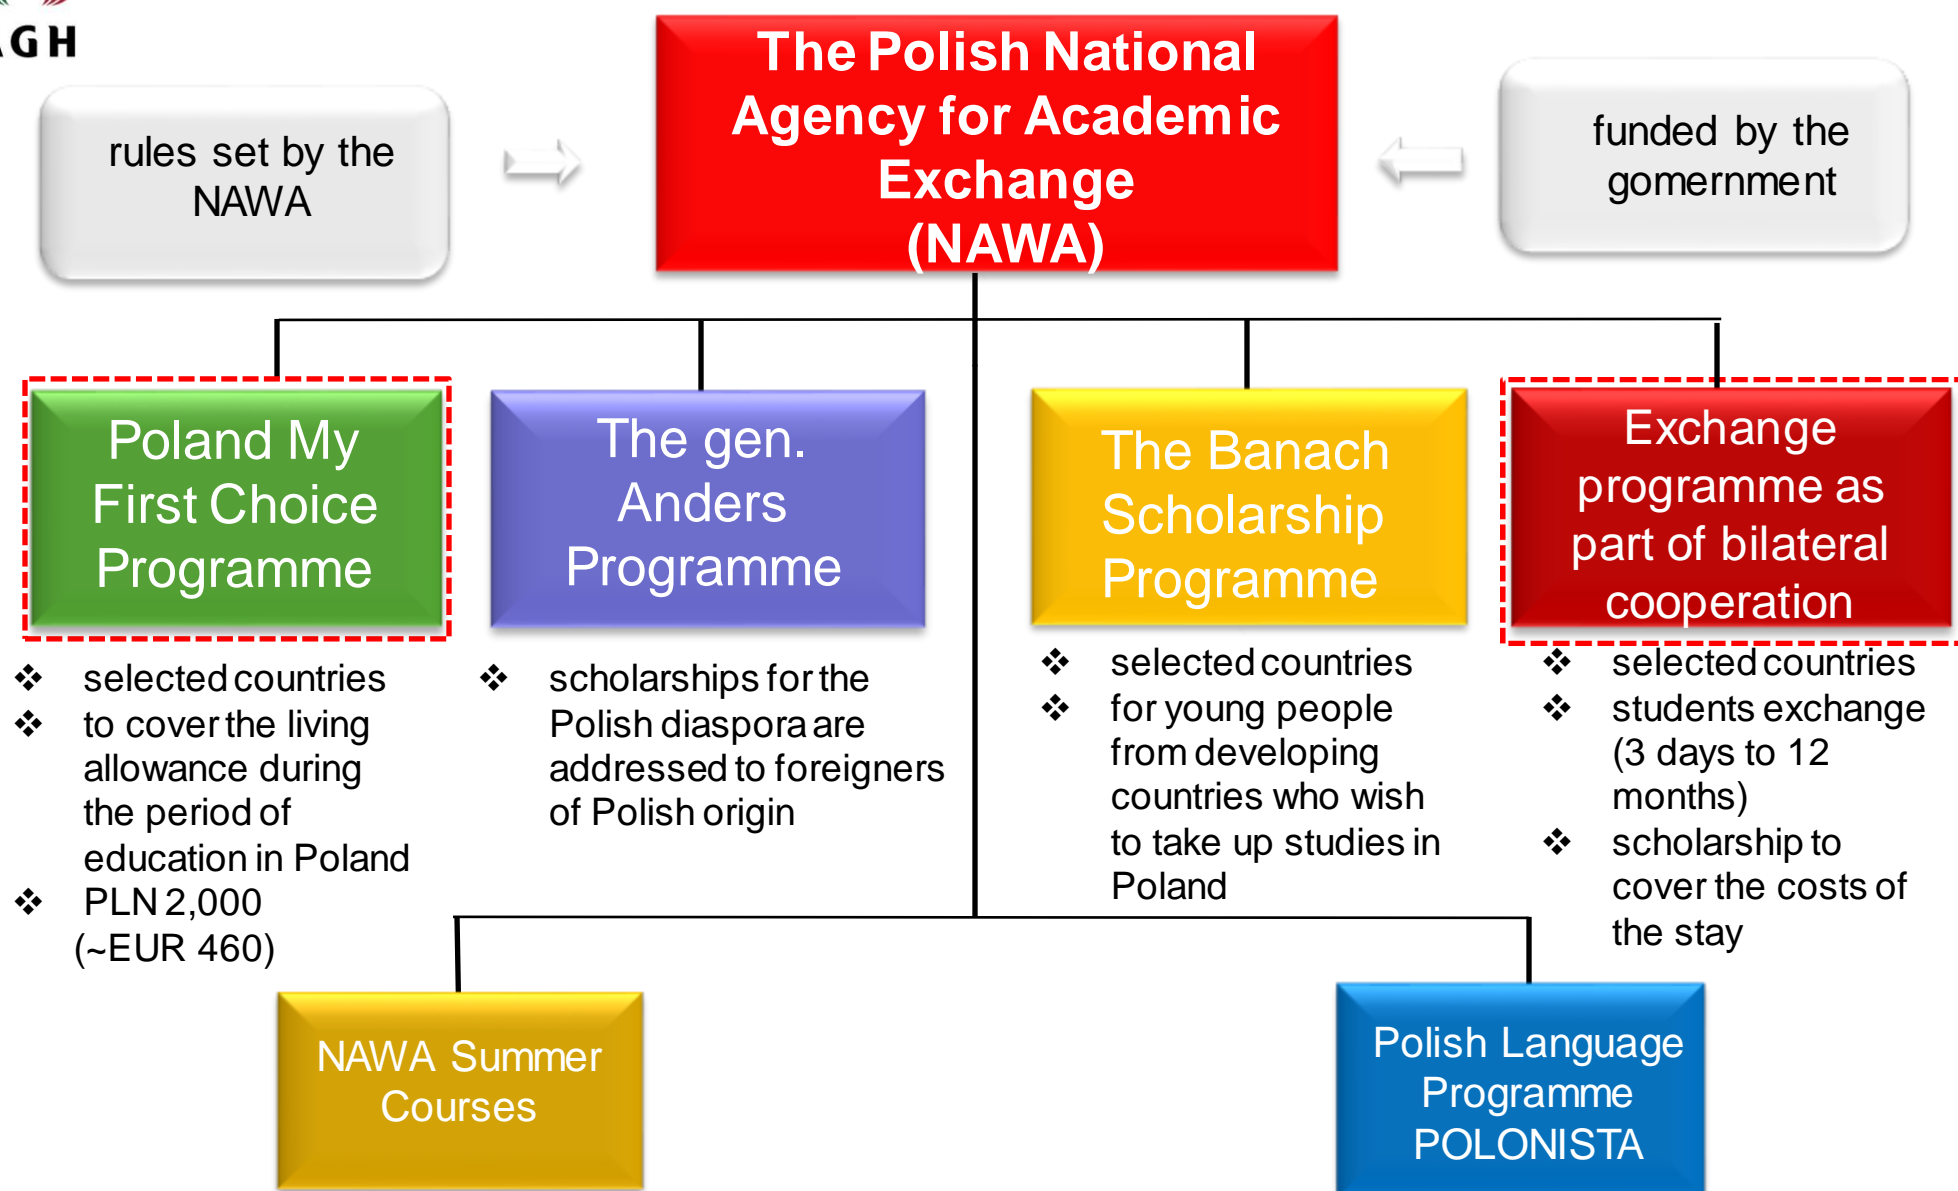 AGH
The Polish National
Agency for Academic
Exchange
(NAWA)
rules set by the
NAWA
funded by the
gomernment
Poland My
First Choice
Programme
The gen.
Anders
Programme
The Banach
Scholarship
Programme
Exchange
programme as
part of bilateral
cooperation
❖ selected countries
❖ to cover the living
allowance during
the period of
education in Poland
❖ PLN 2,000
(~EUR 460)
❖ scholarships for the
Polish diaspora are
addressed to foreigners
of Polish origin
❖ selected countries
❖ for young people
from developing
countries who wish
to take up studies in
Poland
❖ selected countries
❖ students exchange
(3 days to 12
months)
❖ scholarship to
cover the costs of
the stay
NAWA Summer
Courses
Polish Language
Programme
POLONISTA